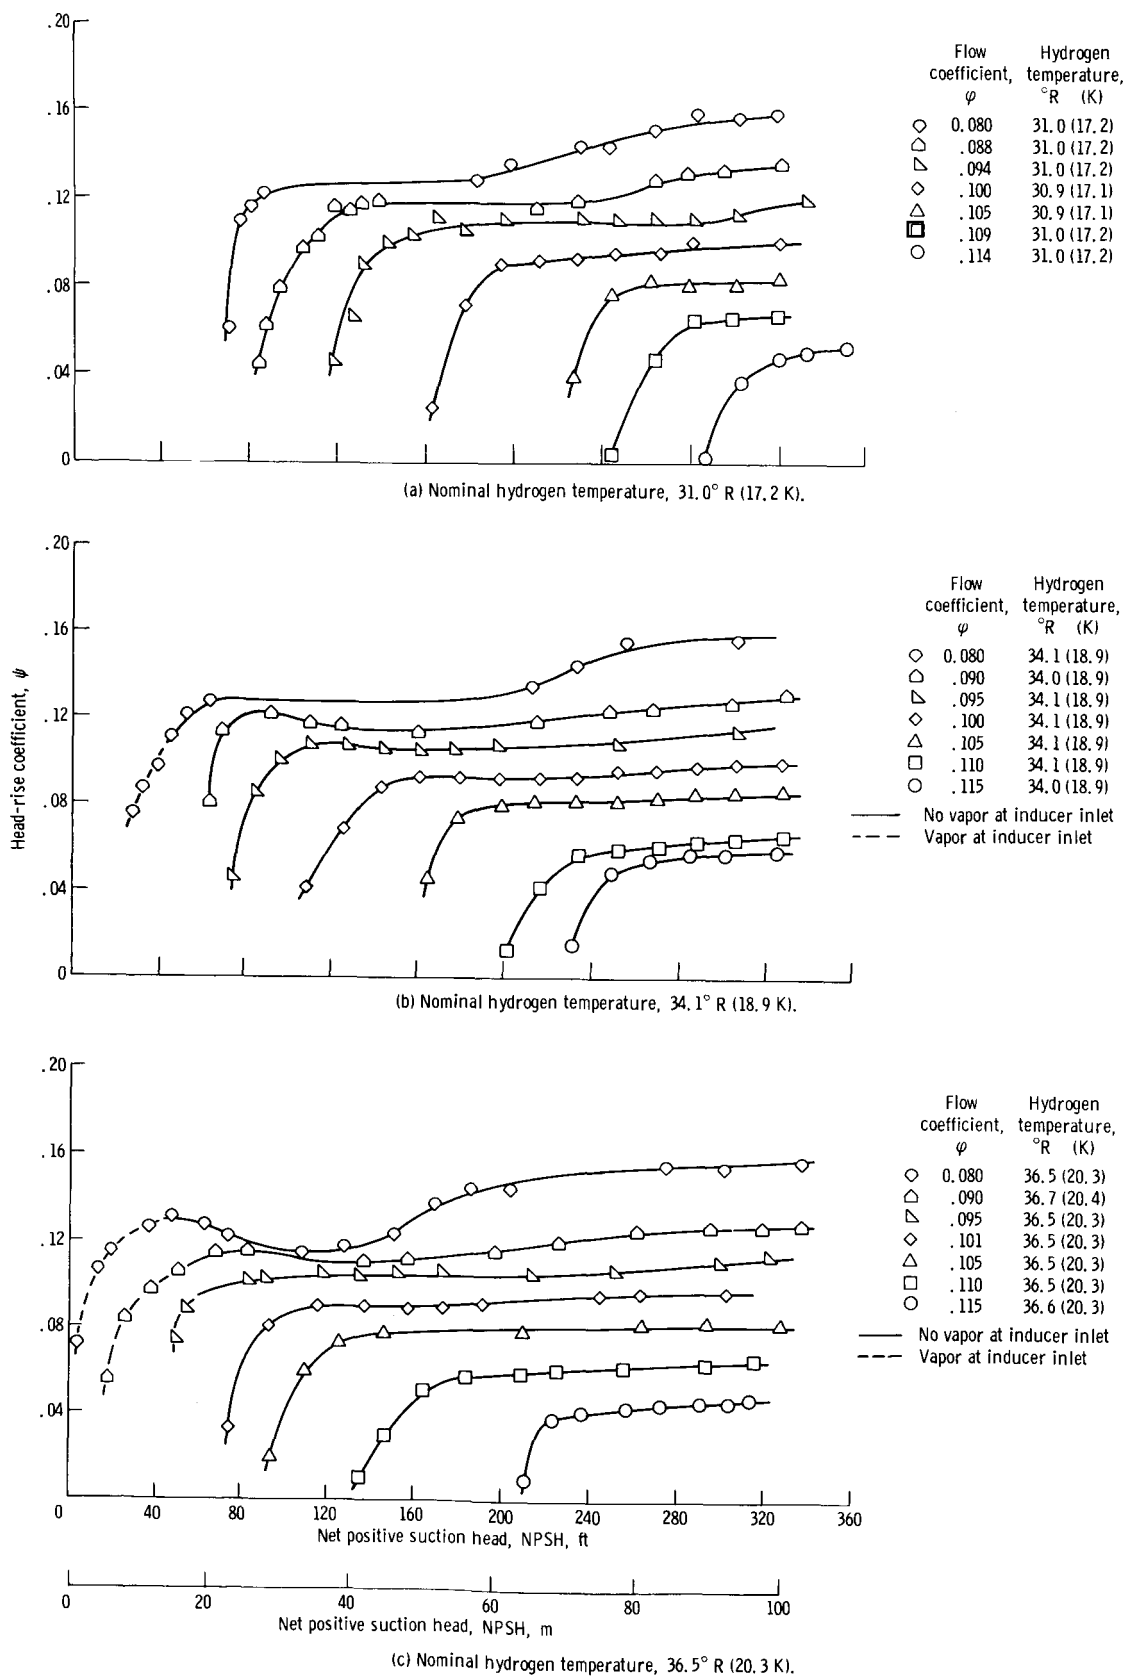 .20
.16
.12
.08
.04
0
Flow coefficient, φ
Hydrogen temperature, °R (K)
0.080 31.0 (17.2)
.088 31.0 (17.2)
.094 31.0 (17.2)
.100 30.9 (17.1)
.105 30.9 (17.1)
.109 31.0 (17.2)
.114 31.0 (17.2)
(a) Nominal hydrogen temperature, 31.0° R (17.2 K).
Head-rise coefficient, ψ
.20
.16
.12
.08
.04
0
Flow coefficient, φ
Hydrogen temperature, °R (K)
0.080 34.1 (18.9)
.090 34.0 (18.9)
.095 34.1 (18.9)
.100 34.1 (18.9)
.105 34.1 (18.9)
.110 34.1 (18.9)
.115 34.0 (18.9)
No vapor at inducer inlet
Vapor at inducer inlet
(b) Nominal hydrogen temperature, 34.1° R (18.9 K).
.20
.16
.12
.08
.04
Flow coefficient, φ
Hydrogen temperature, °R (K)
0.080 36.5 (20.3)
.090 36.7 (20.4)
.095 36.5 (20.3)
.101 36.5 (20.3)
.105 36.5 (20.3)
.110 36.5 (20.3)
.115 36.6 (20.3)
No vapor at inducer inlet
Vapor at inducer inlet
0 40 80 120 160 200 240 280 320 360
Net positive suction head, NPSH, ft
0 20 40 60 80 100
Net positive suction head, NPSH, m
(c) Nominal hydrogen temperature, 36.5° R (20.3 K).